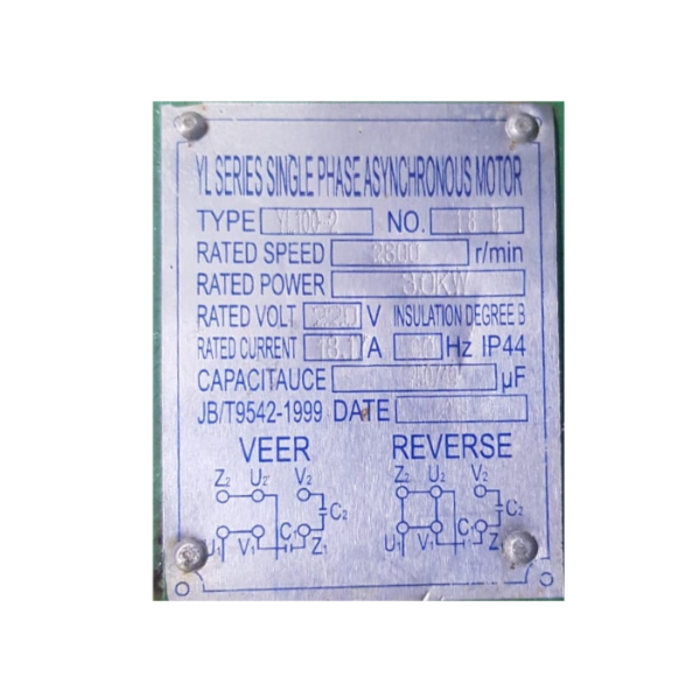 YL SERIES SINGLE PHASE ASYNCHRONOUS MOTOR
TYPE YL100-2 NO.
RATED SPEED 2800 r/min
RATED POWER 3.0KW
RATED VOLT 220 V INSULATION DEGREE B
RATED CURRENT 18.17 A Hz IP44
CAPACITAUCE µF
JB/T9542-1999 DATE
VEER REVERSE
Z2 U2 V2 Z2 U2 V2
C2 C2
U1 V1 C1 Z1 U1 V1 C1 Z1